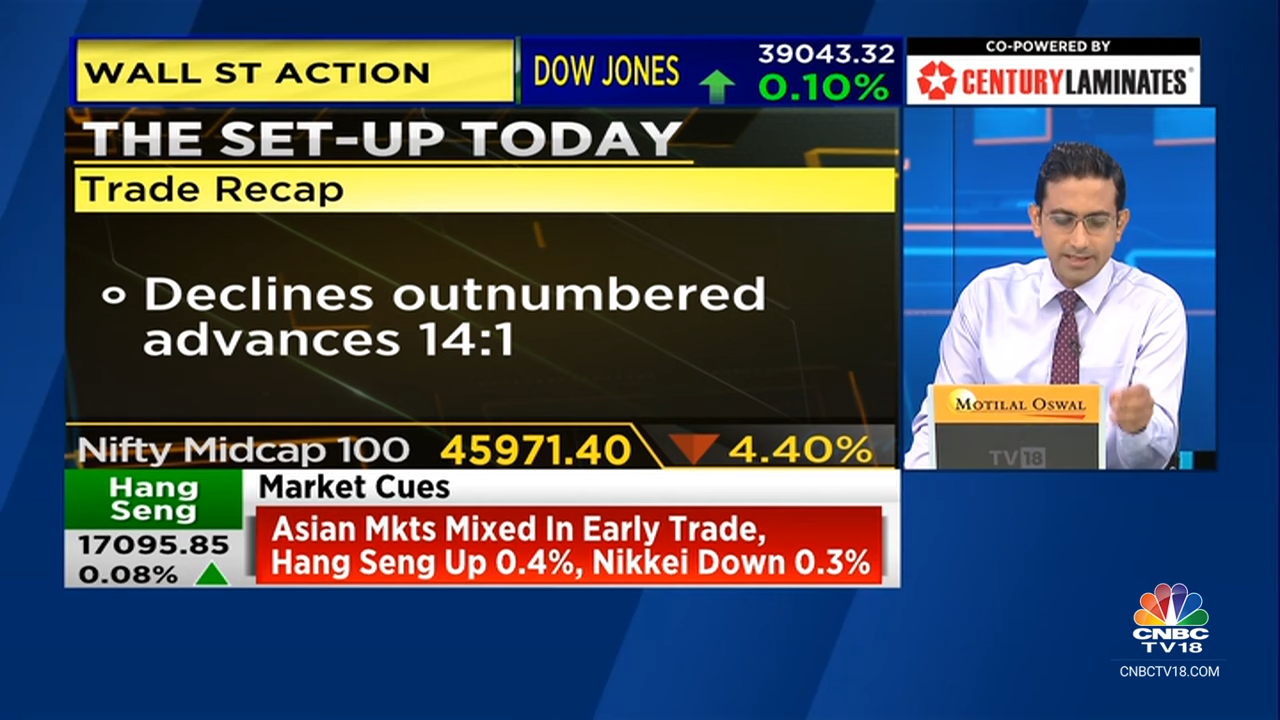 WALL ST ACTION
DOW JONES
39043.32
0.10%
CO-POWERED BY
CENTURYLAMINATES®
THE SET-UP TODAY
Trade Recap
Declines outnumbered
advances 14:1
MOTILAL OSWAL
TV18
Nifty Midcap 100 45971.40 4.40%
Hang
Seng
17095.85
0.08%
Market Cues
Asian Mkts Mixed In Early Trade,
Hang Seng Up 0.4%, Nikkei Down 0.3%
CNBC
TV18
CNBCTV18.COM